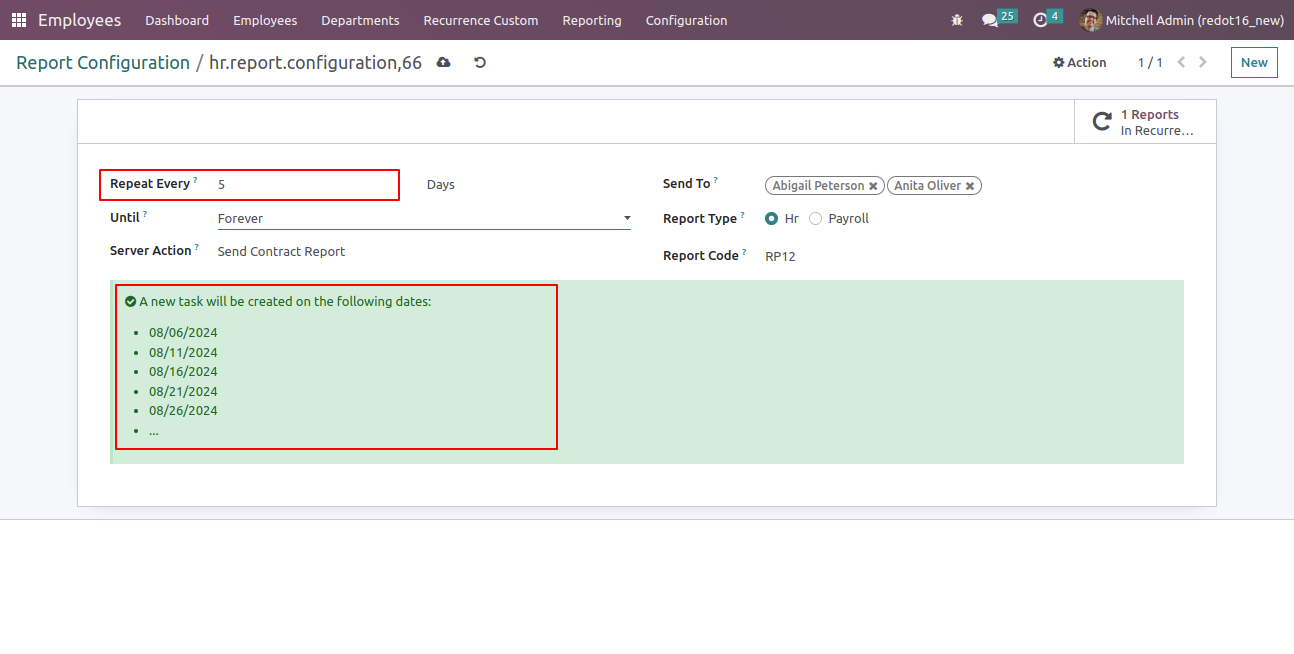 Employees Dashboard Employees Departments Recurrence Custom Reporting Configuration 25 4 Mitchell Admin (redot16_new)
Report Configuration / hr.report.configuration,66 Action 1 / 1 New
1 Reports
In Recurre...
Repeat Every ? 5 Days
Send To ? Abigail Peterson ✖ Anita Oliver ✖
Until ? Forever
Report Type ? Hr Payroll
Server Action ? Send Contract Report
Report Code ? RP12
A new task will be created on the following dates:
• 08/06/2024
• 08/11/2024
• 08/16/2024
• 08/21/2024
• 08/26/2024
• ...